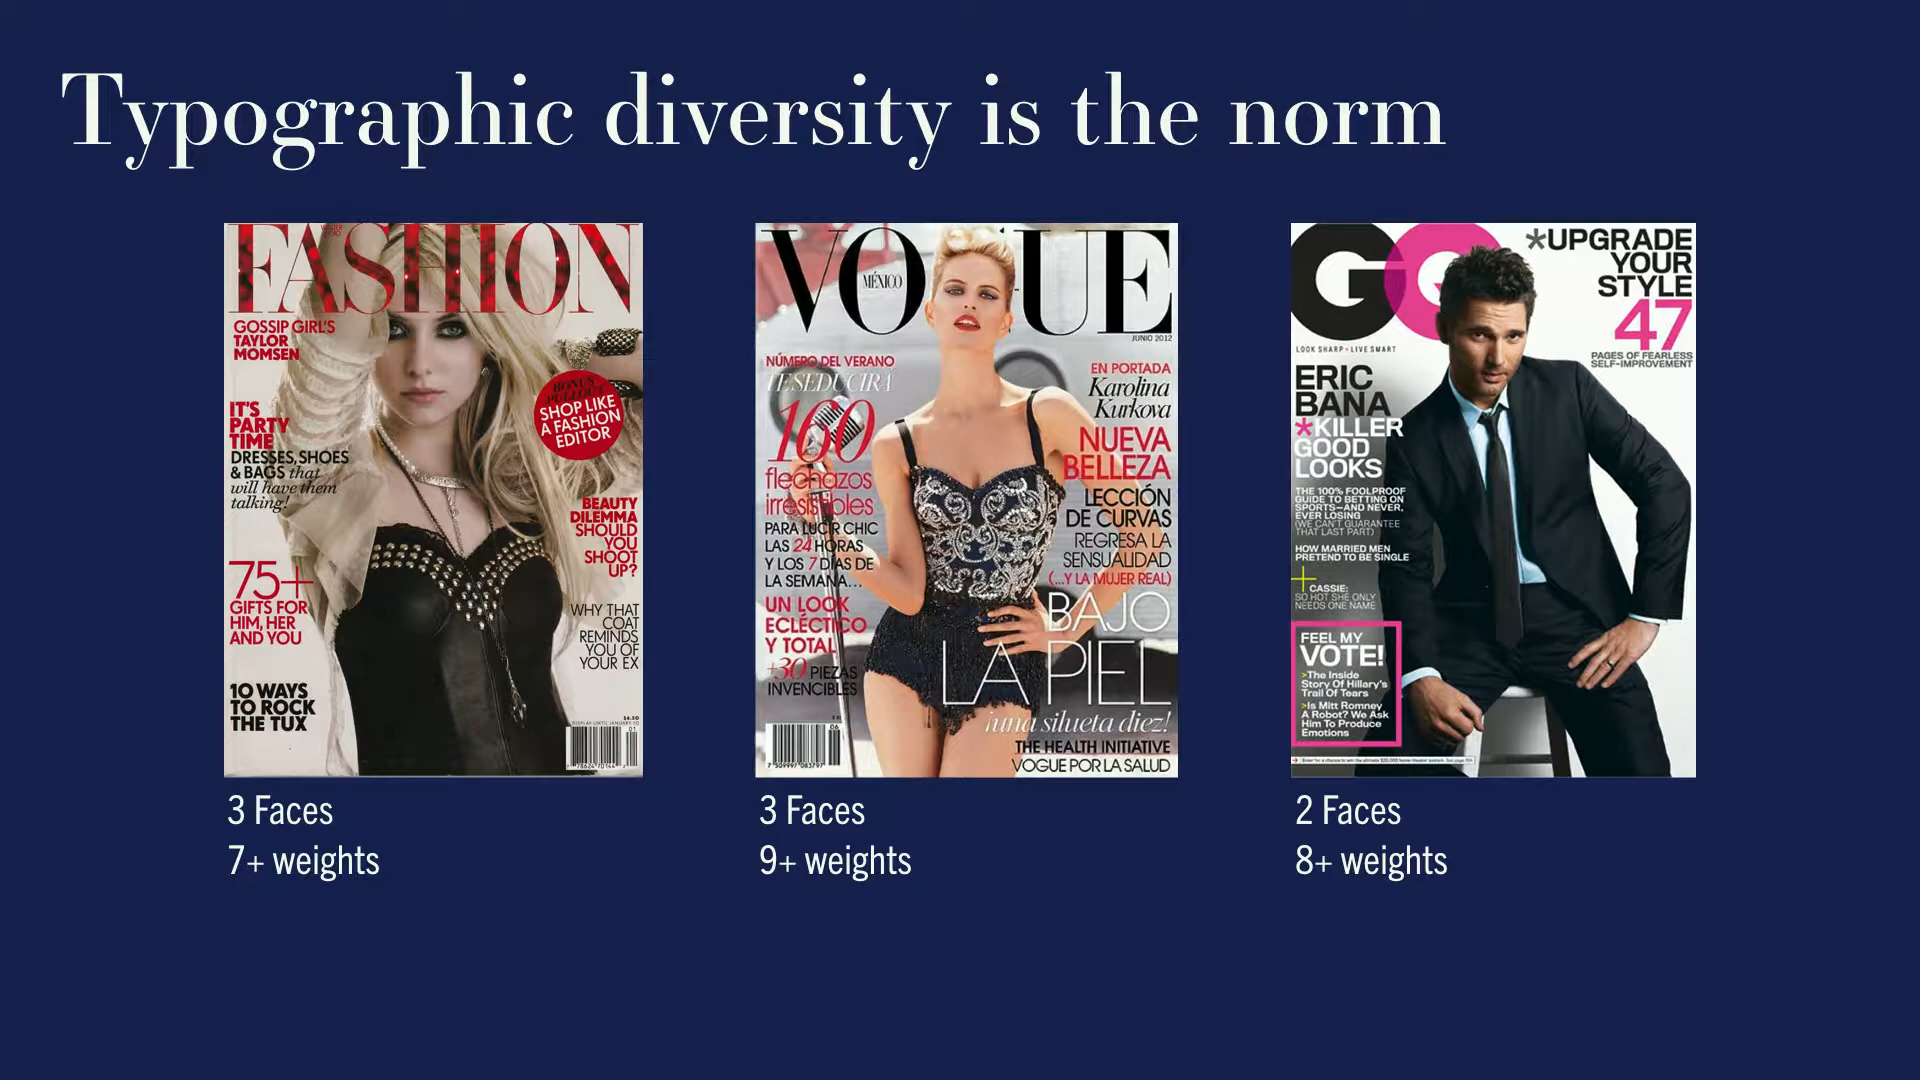 Typographic diversity is the norm
FASHION
GOSSIP GIRL'S
TAYLOR
MOMSEN
IT'S
PARTY
TIME
DRESSES, SHOES
& BAGS that
will have them
talking!
75+
GIFTS FOR
HIM, HER
AND YOU
10 WAYS
TO ROCK
THE TUX
BONUS
PULLOUT
SHOP LIKE
A FASHION
EDITOR
BEAUTY
DILEMMA
SHOULD
YOU
SHOOT
UP?
WHY THAT
COAT
REMINDS
YOU OF
YOUR EX
$4.50
DISPLAY UNTIL JANUARY 10
VOGUE
MÉXICO
JUNIO 2012
NÚMERO DEL VERANO
TE SEDUCIRÁ
160
flechazos
irresistibles
PARA LUCIR CHIC
LAS 24 HORAS
Y LOS 7 DÍAS DE
LA SEMANA...
UN LOOK
ECLÉCTICO
Y TOTAL
+30 PIEZAS
INVENCIBLES
EN PORTADA
Karolina
Kurkova
NUEVA
BELLEZA
LECCIÓN
DE CURVAS
REGRESA LA
SENSUALIDAD
(...Y LA MUJER REAL)
BAJO
LA PIEL
¡una silueta diez!
THE HEALTH INITIATIVE
VOGUE POR LA SALUD
GQ
LOOK SHARP + LIVE SMART
*UPGRADE
YOUR
STYLE
47
PAGES OF FEARLESS
SELF-IMPROVEMENT
ERIC
BANA
*KILLER
GOOD
LOOKS
THE 100% FOOLPROOF
GUIDE TO BETTING ON
SPORTS—AND NEVER,
EVER LOSING
(WE CAN'T GUARANTEE
THAT LAST PART)
HOW MARRIED MEN
PRETEND TO BE SINGLE
+
CASSIE:
SO HOT SHE ONLY
NEEDS ONE NAME
FEEL MY
VOTE!
>The Inside
Story Of Hillary's
Trail Of Tears
>Is Mitt Romney
A Robot? We Ask
Him To Produce
Emotions
3 Faces
7+ weights
3 Faces
9+ weights
2 Faces
8+ weights